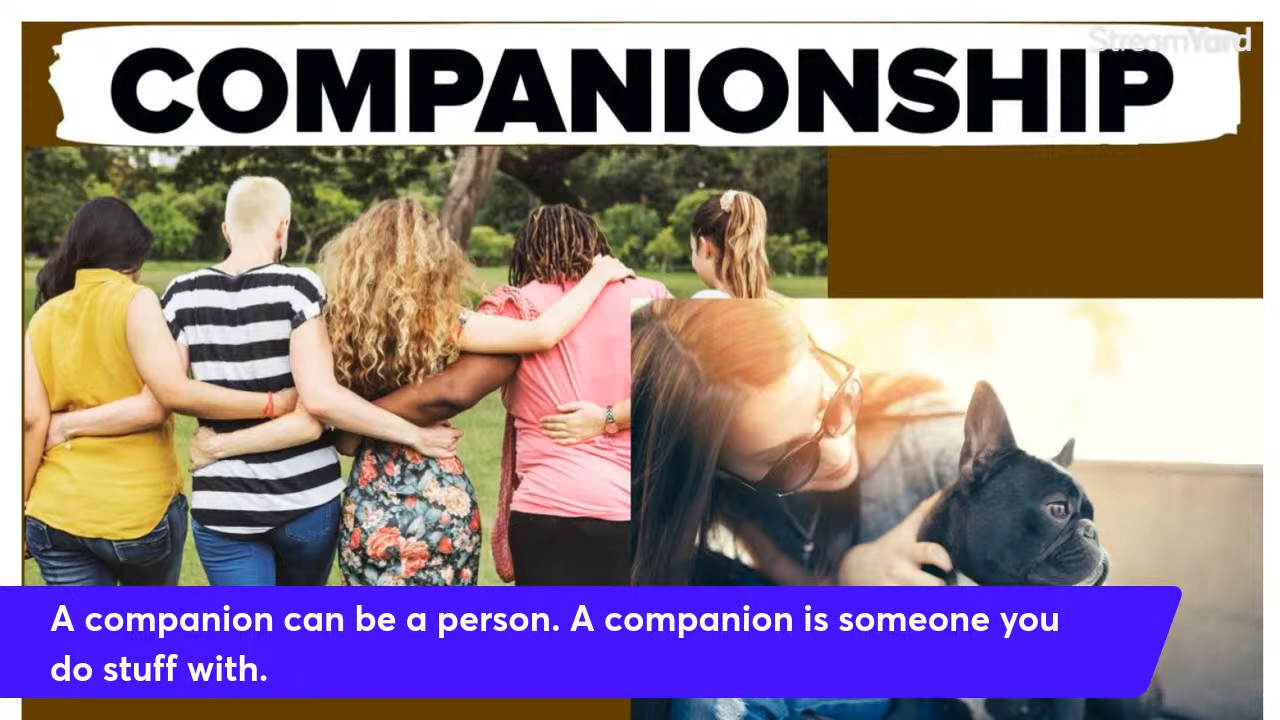 StreamYard
COMPANIONSHIP
A companion can be a person. A companion is someone you
do stuff with.